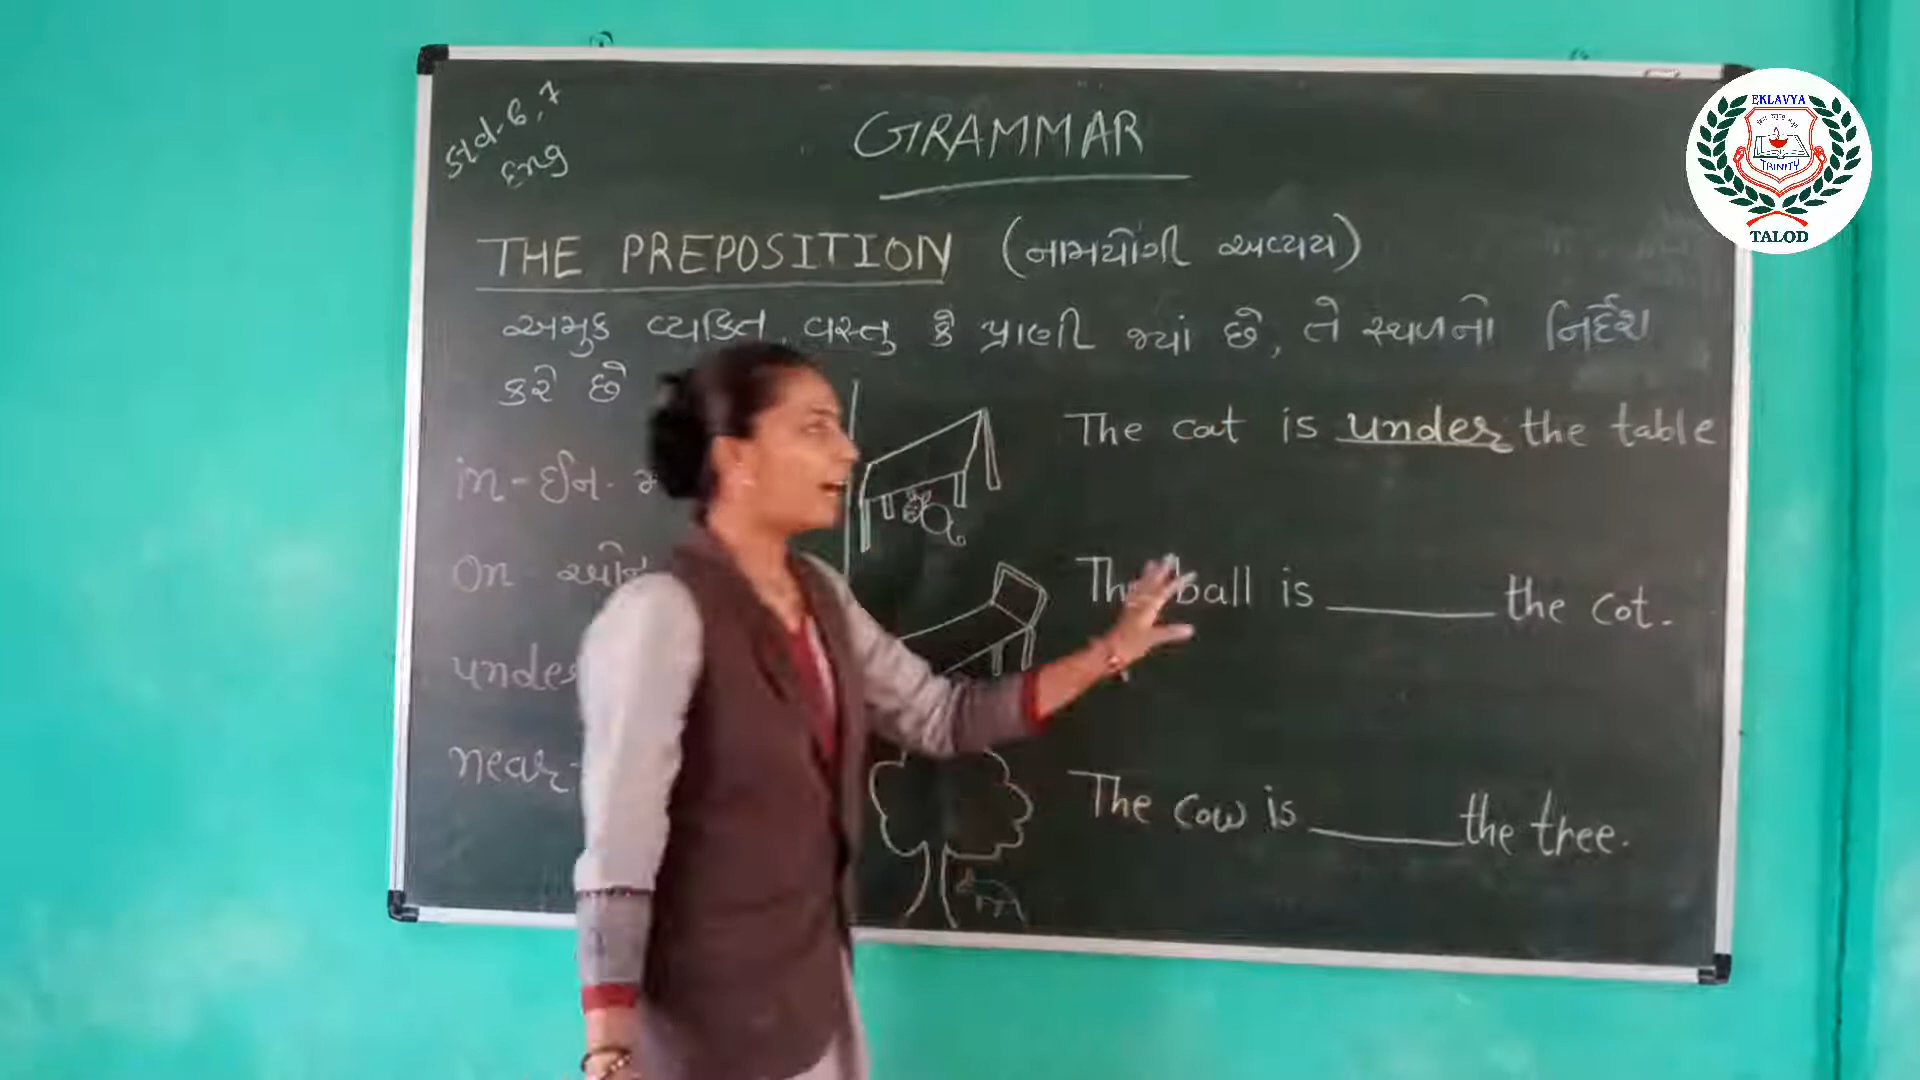 Std-6,7
Eng
GRAMMAR
THE PREPOSITION (નામયોગી અવ્યય)
અમુક વ્યકિત, વસ્તુ કે પ્રાણી જ્યાં છે, તે સ્થળનો નિર્દેશ
કરે છે
in - ઈન -
On
under
near -
The cat is under the table
The ball is ______ the cot.
The cow is ______ the tree.
EKLAVYA
TRINITY
TALOD